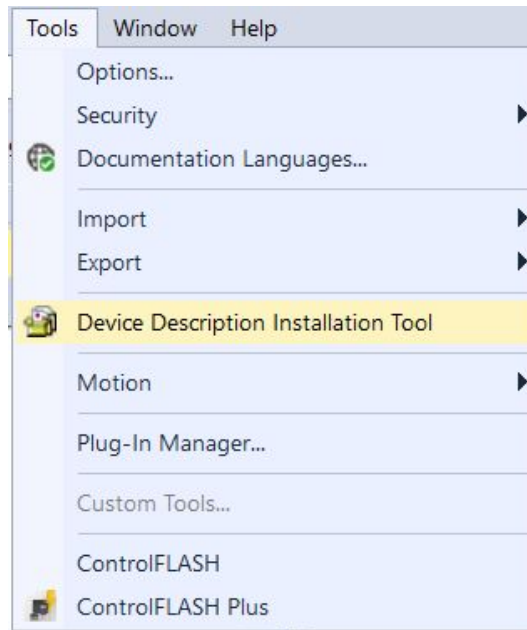 Tools Window Help
Options...
Security
Documentation Languages...
Import
Export
Device Description Installation Tool
Motion
Plug-In Manager...
Custom Tools...
ControlFLASH
ControlFLASH Plus